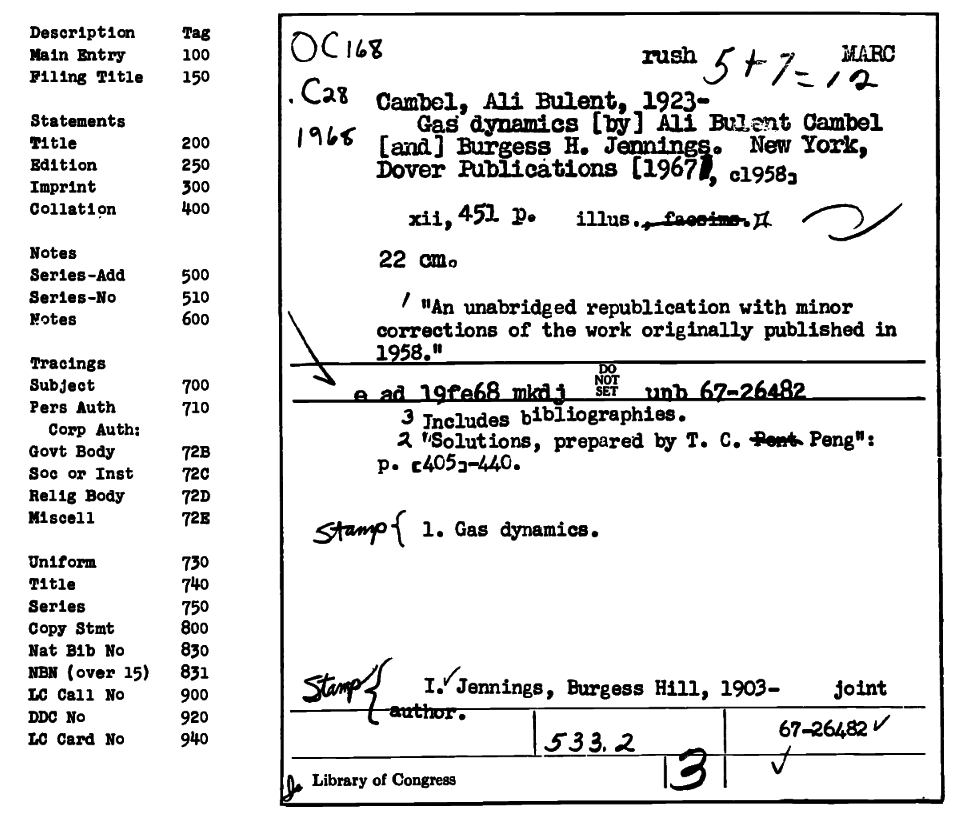 Description Tag
Main Entry 100
Filing Title 150
Statements
Title 200
Edition 250
Imprint 300
Collation 400
Notes
Series-Add 500
Series-No 510
Notes 600
Tracings
Subject 700
Pers Auth 710
Corp Auth:
Govt Body 72B
Soc or Inst 72C
Relig Body 72D
Miscell 72E
Uniform 730
Title 740
Series 750
Copy Stmt 800
Nat Bib No 830
NBN (over 15) 831
LC Call No 900
DDC No 920
LC Card No 940
QC168
rush 5+7=12 MARC
.C28
1968
Cambel, Ali Bulent, 1923-
Gas dynamics [by] Ali Bulent Cambel
[and] Burgess H. Jennings. New York,
Dover Publications [1967, c1958]
xii, 451 p. illus., facsims.
22 cm.
1 "An unabridged republication with minor
corrections of the work originally published in
1958."
e ad 19fe68 mkdj DO NOT SET unb 67-26482
3 Includes bibliographies.
2 "Solutions, prepared by T. C. Pent Peng":
p. [405]-440.
Stamp { 1. Gas dynamics.
Stamp { I.✓ Jennings, Burgess Hill, 1903- joint
author.
533.2
67-26482 ✓
3 ✓
Library of Congress